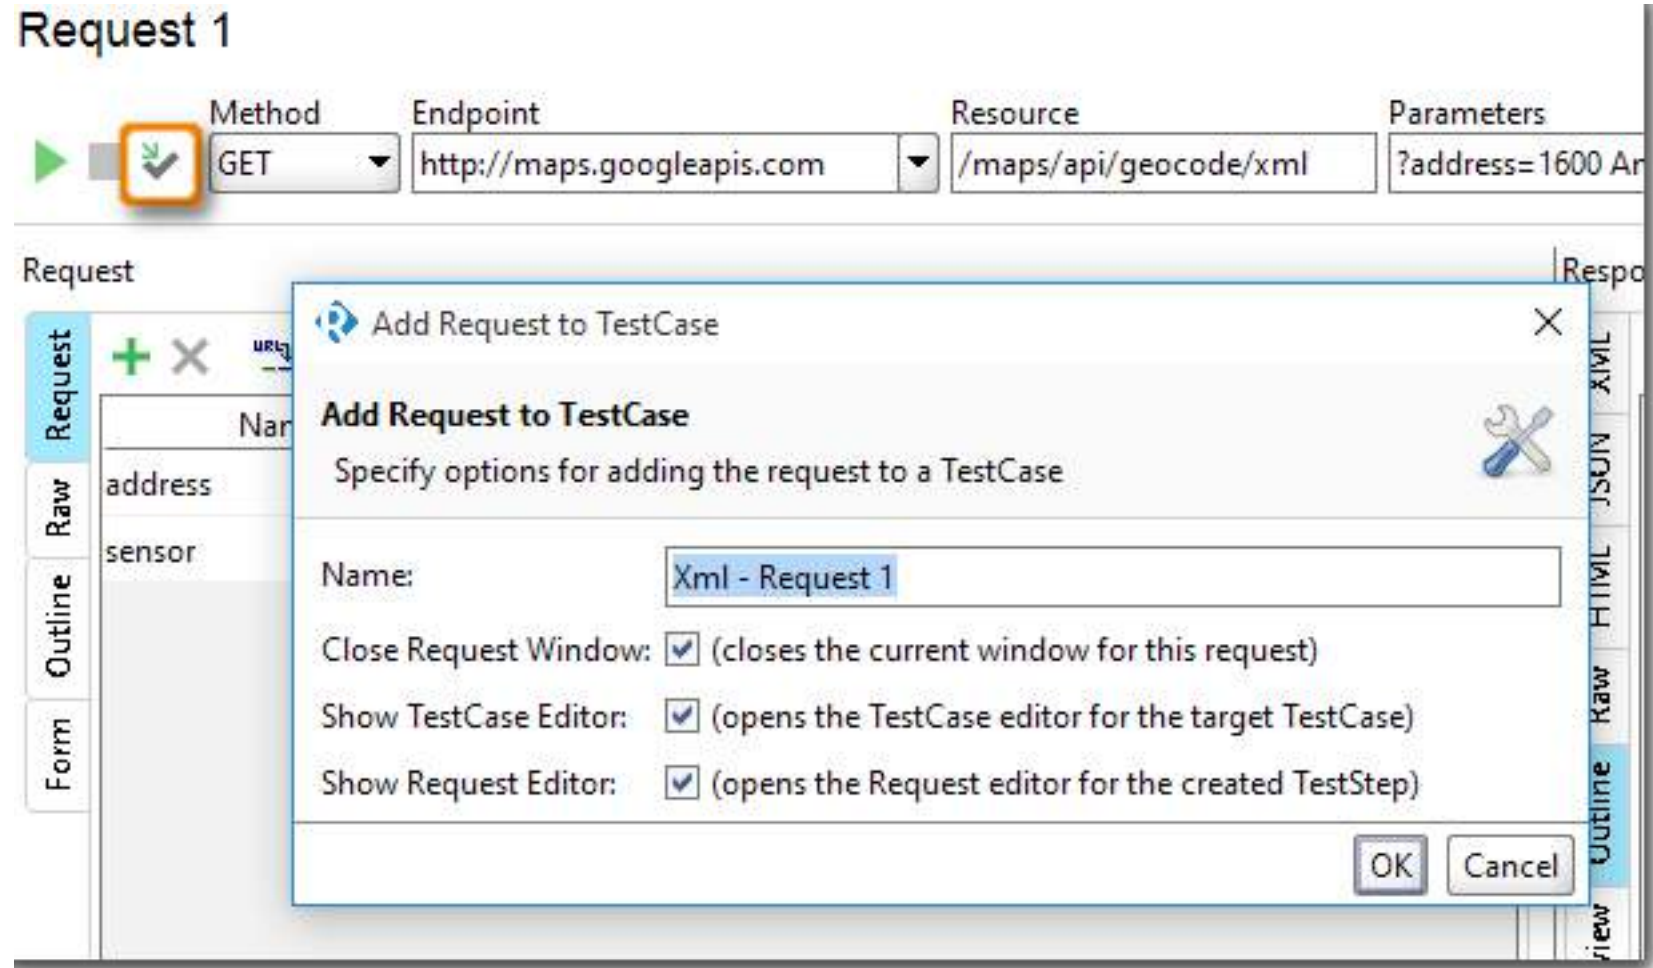 Request 1
Method Endpoint Resource Parameters
GET http://maps.googleapis.com /maps/api/geocode/xml ?address=1600 Ar
Request Respo
Add Request to TestCase
Add Request to TestCase
Specify options for adding the request to a TestCase
Name: Xml - Request 1
Close Request Window: (closes the current window for this request)
Show TestCase Editor: (opens the TestCase editor for the target TestCase)
Show Request Editor: (opens the Request editor for the created TestStep)
OK Cancel
Request
Raw
Outline
Form
URL
Nar
address
sensor
XML
JSON
HTML
Raw
Outline
iew